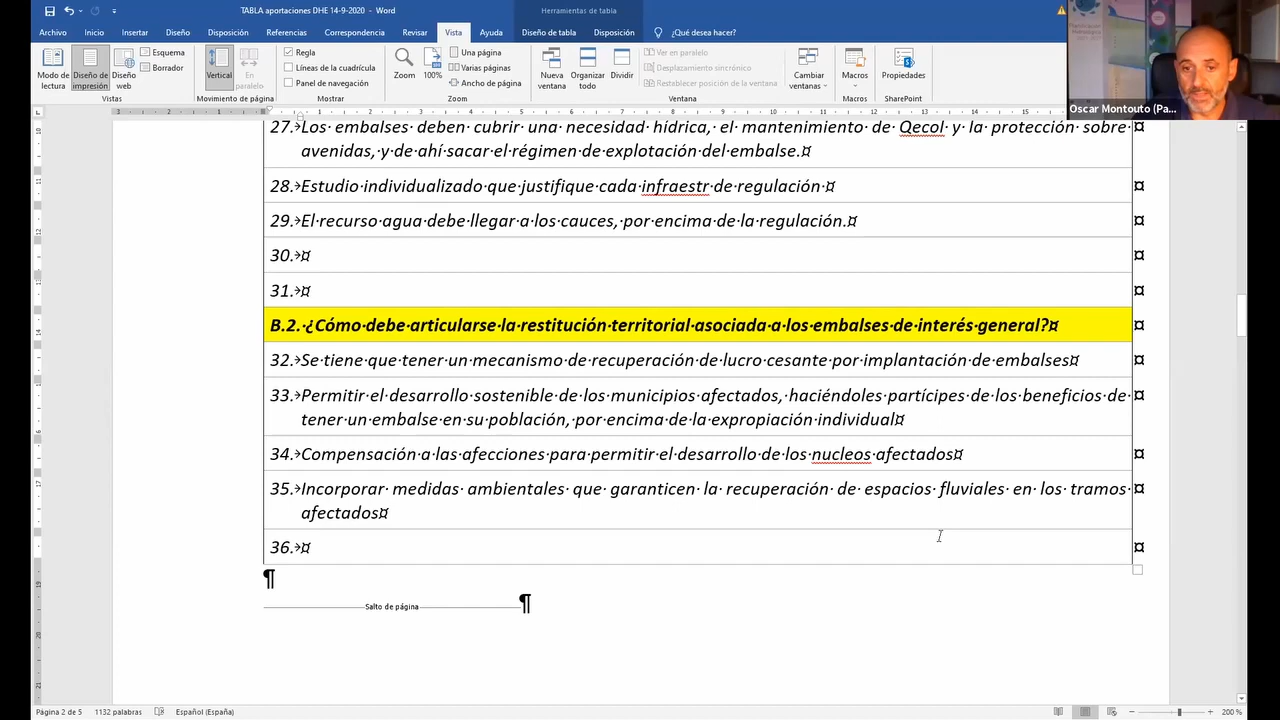 TABLA aportaciones DHE 14-9-2020 - Word
Herramientas de tabla
Archivo Inicio Insertar Diseño Disposición Referencias Correspondencia Revisar Vista Ayuda Diseño de tabla Disposición ¿Qué desea hacer?
Modo de lectura
Diseño de impresión
Diseño web
Esquema
Borrador
Vistas
Vertical
En paralelo
Movimiento de página
Regla
Líneas de la cuadrícula
Panel de navegación
Mostrar
Zoom
100%
Una página
Varias páginas
Ancho de página
Zoom
Nueva ventana
Organizar todo
Dividir
Ver en paralelo
Desplazamiento sincrónico
Restablecer posición de la ventana
Ventana
Cambiar ventanas
Macros
Macros
Propiedades
SharePoint
Oscar Montouto (Pa...
27. Los embalses deben cubrir una necesidad hídrica, el mantenimiento de Qecol y la protección sobre
avenidas, y de ahí sacar el régimen de explotación del embalse.
28. Estudio individualizado que justifique cada infraestr de regulación
29. El recurso agua debe llegar a los cauces, por encima de la regulación.
30.
31.
B.2. ¿Cómo debe articularse la restitución territorial asociada a los embalses de interés general?
32. Se tiene que tener un mecanismo de recuperación de lucro cesante por implantación de embalses
33. Permitir el desarrollo sostenible de los municipios afectados, haciéndoles partícipes de los beneficios de
tener un embalse en su población, por encima de la expropiación individual
34. Compensación a las afecciones para permitir el desarrollo de los nucleos afectados
35. Incorporar medidas ambientales que garanticen la recuperación de espacios fluviales en los tramos
afectados
36.
Salto de página
Página 2 de 5 1132 palabras Español (España) 200 %